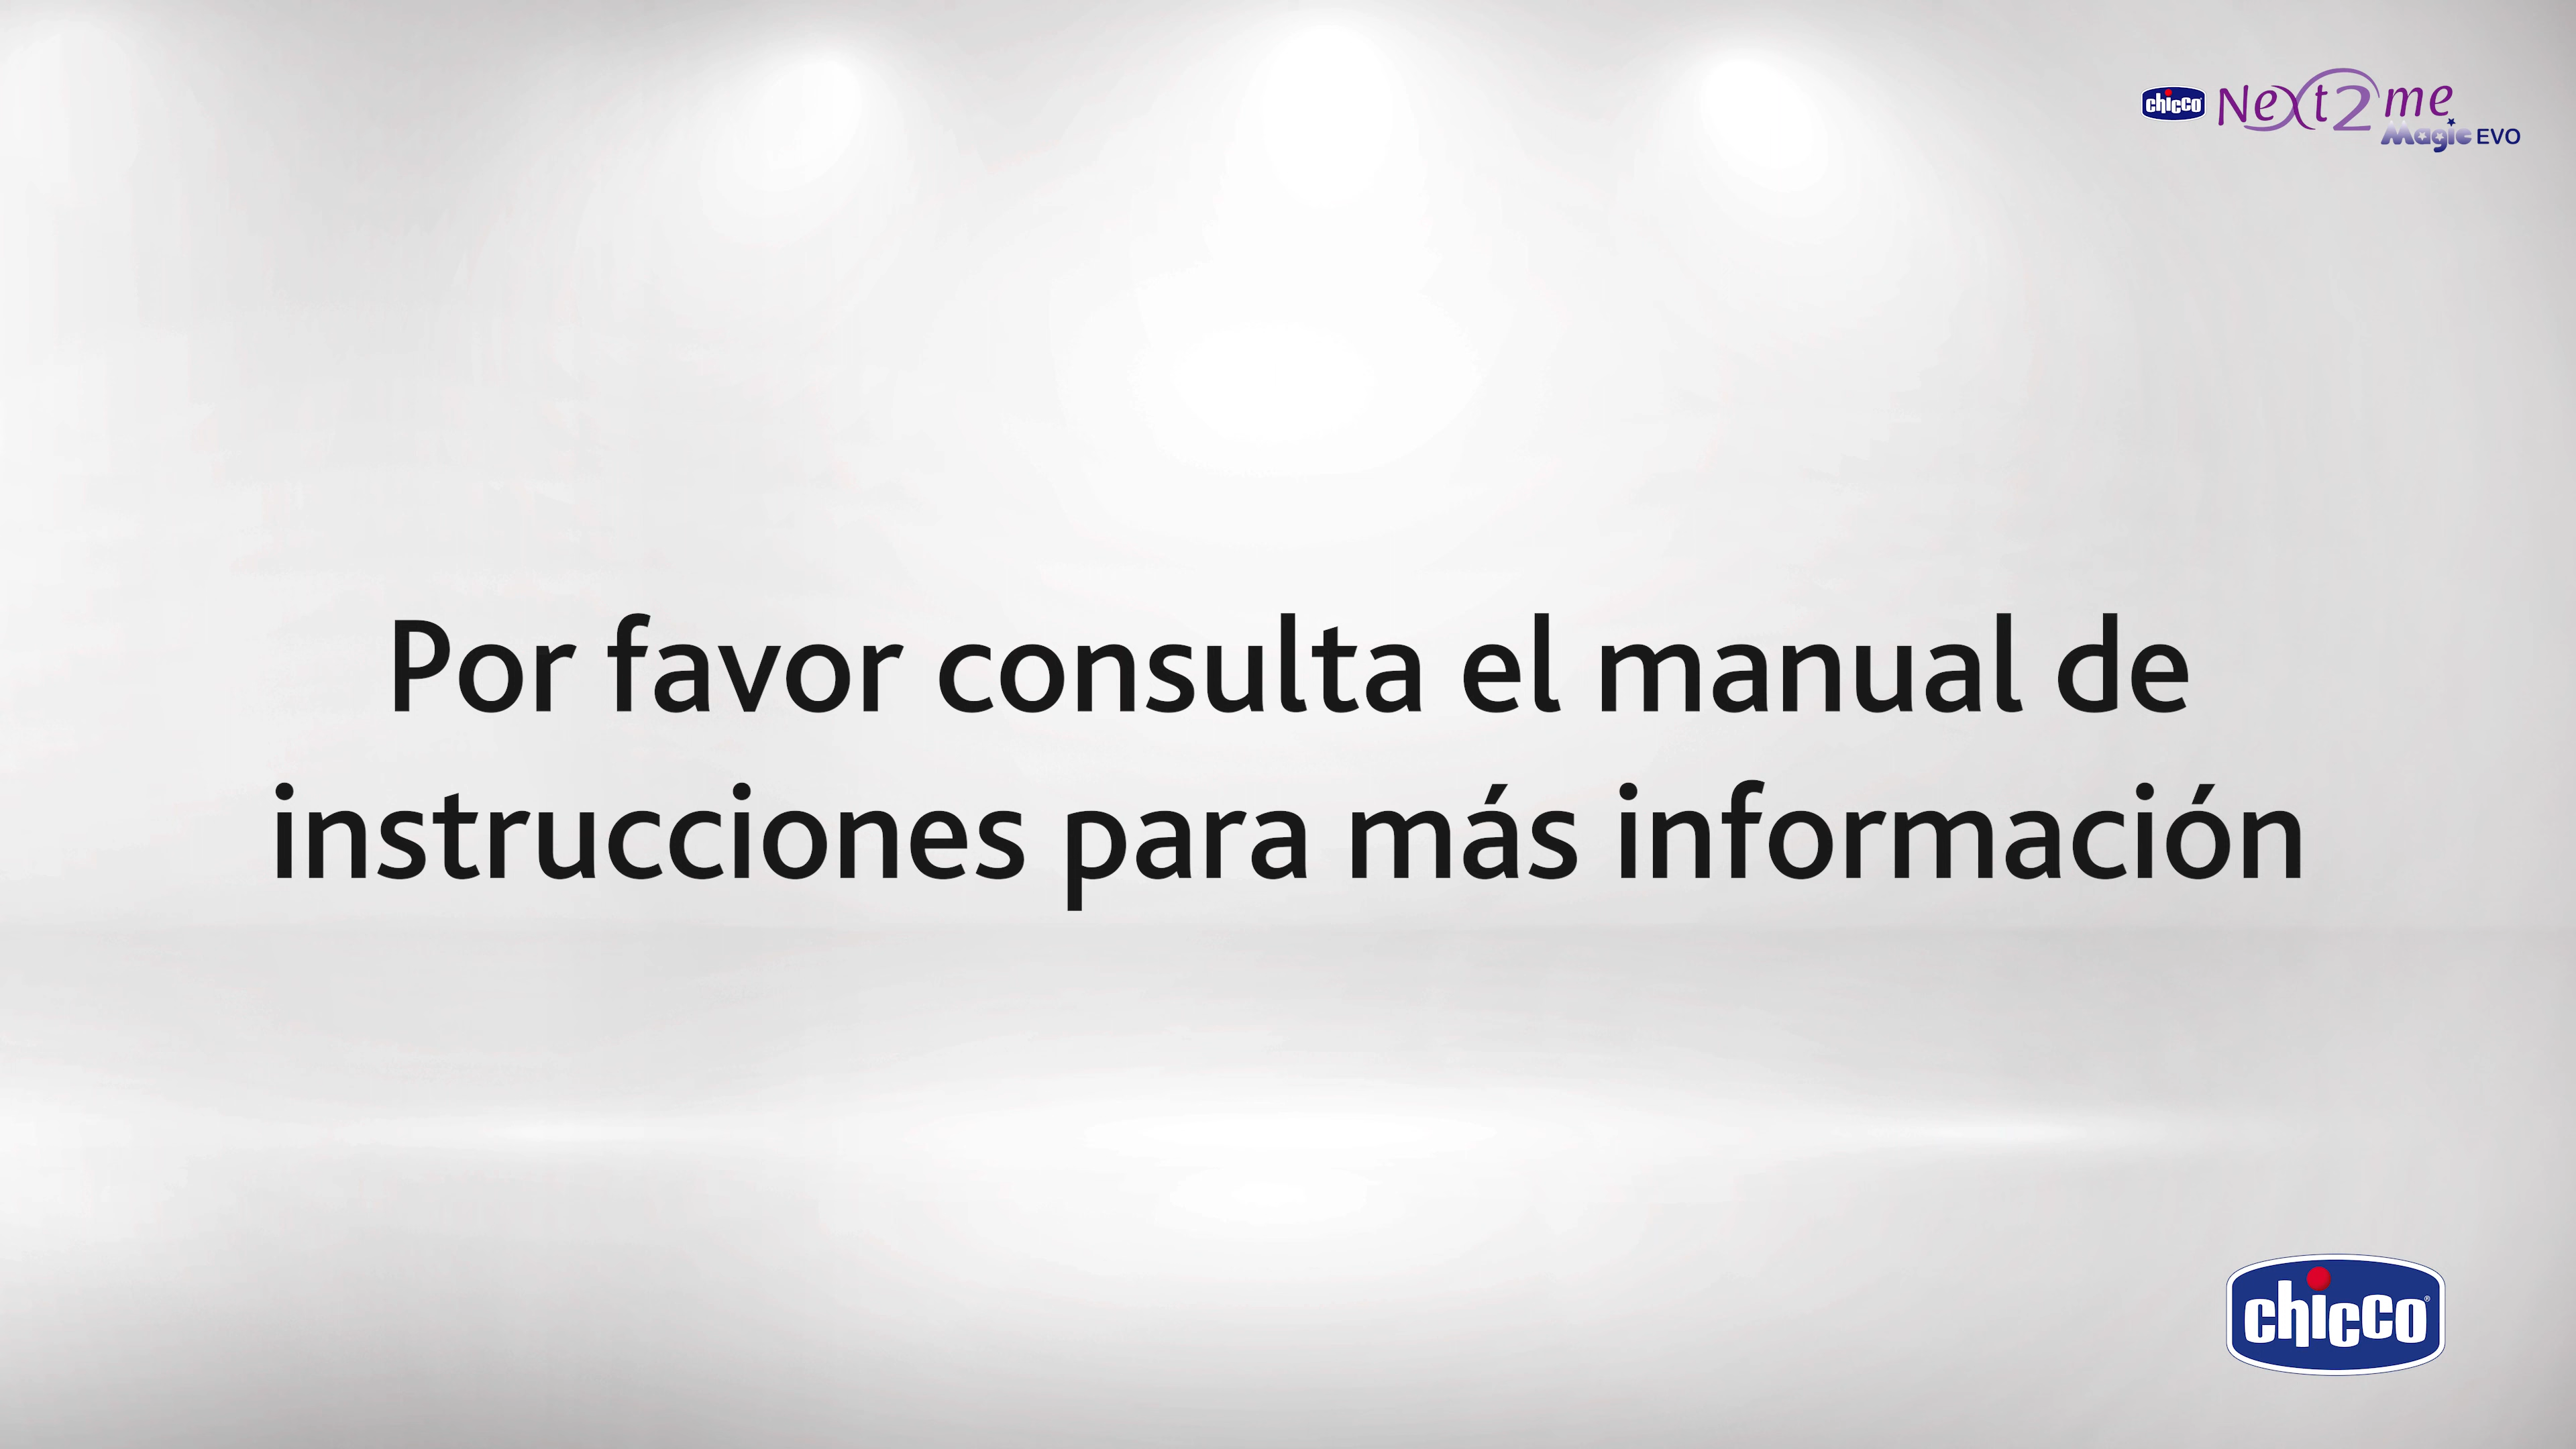 chicco Next2me
Magic EVO
Por favor consulta el manual de
instrucciones para más información
chicco®